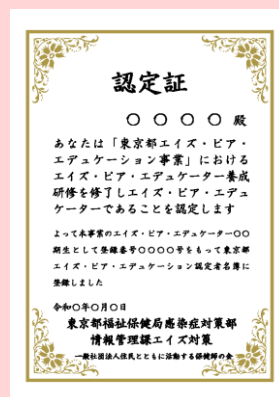 認定証
〇 〇 〇 〇 殿
あなたは「東京都エイズ・ピア・
エデュケーション事業」における
エイズ・ピア・エデュケーター養成
研修を修了しエイズ・ピア・エデュ
ケーターであることを認定します
よって本事業のエイズ・ピア・エデュケーター〇〇
期生として登録番号〇〇〇〇号をもって東京都
エイズ・ピア・エデュケーション認定者名簿に
登録しました
令和〇年〇月〇日
東京都福祉保健局感染症対策部
情報管理課エイズ対策
一般社団法人住民とともに活動する保健師の会